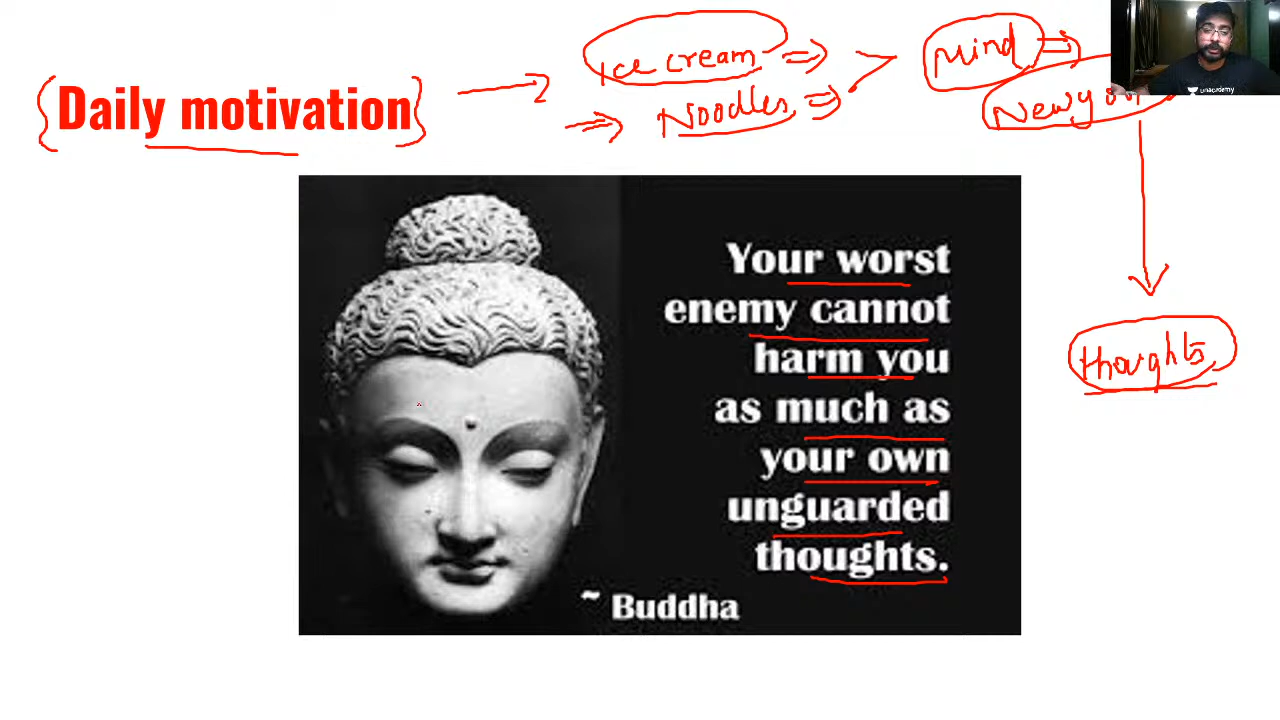 Ice cream
Mind
Daily motivation
Noodles
unacademy
Your worst
enemy cannot
harm you
as much as
your own
unguarded
thoughts.
~ Buddha
thoughts